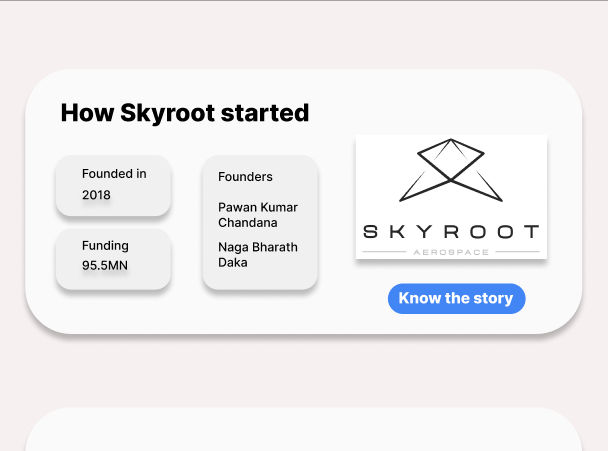 How Skyroot started
Founded in
2018
Funding
95.5MN
Founders
Pawan Kumar
Chandana
Naga Bharath
Daka
SKYROOT
AEROSPACE
Know the story